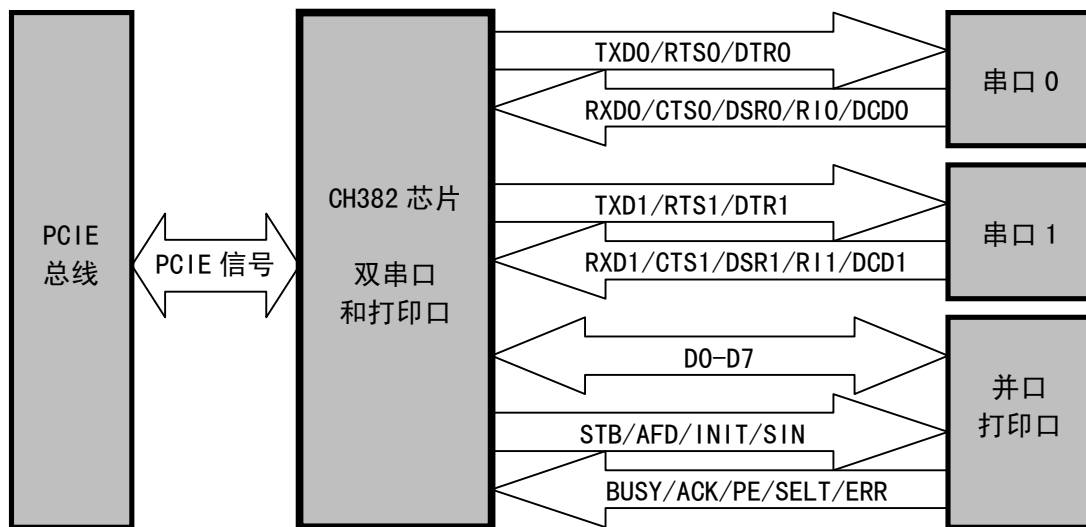 PCIE
总线
PCIE 信号
CH382 芯片
双串口
和打印口
TXD0/RTS0/DTR0
RXD0/CTS0/DSR0/RI0/DCD0
串口 0
TXD1/RTS1/DTR1
RXD1/CTS1/DSR1/RI1/DCD1
串口 1
D0-D7
STB/AFD/INIT/SIN
BUSY/ACK/PE/SELT/ERR
并口
打印口